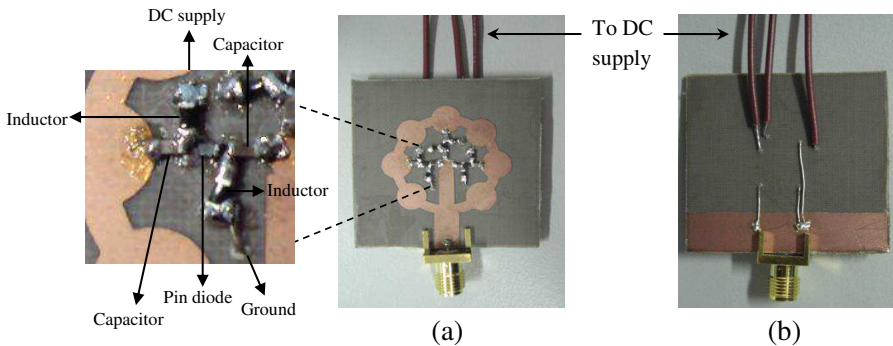 DC supply
Capacitor
Inductor
Inductor
Pin diode
Capacitor
Ground
To DC
supply
(a)
(b)